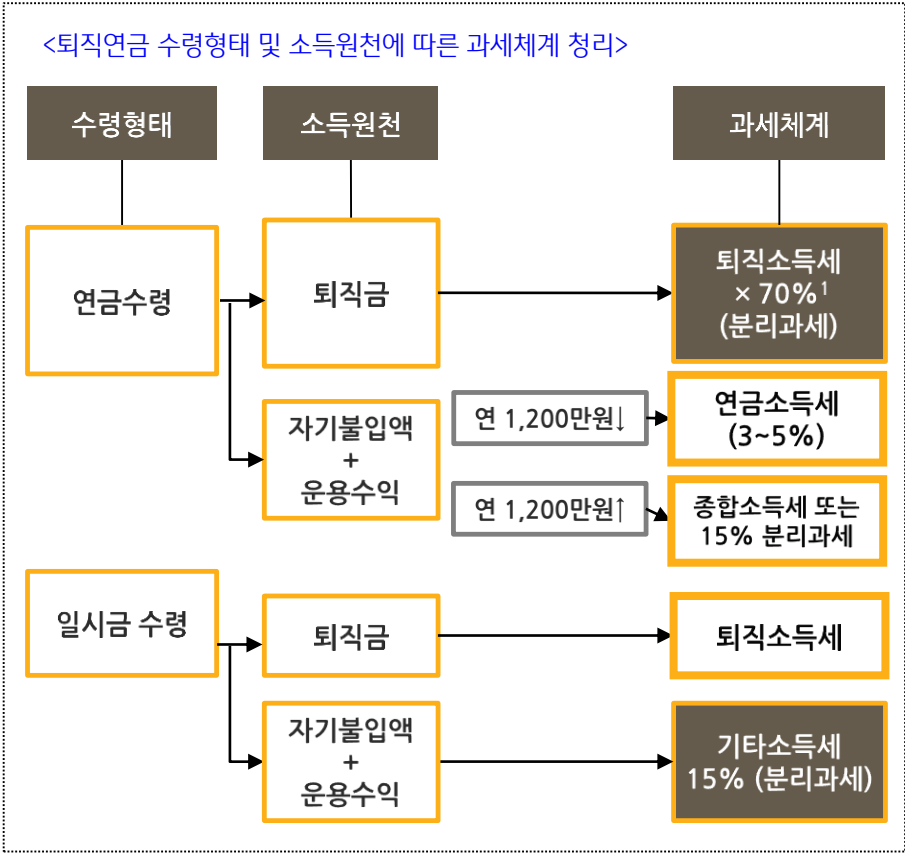 <퇴직연금 수령형태 및 소득원천에 따른 과세체계 청리>
수령형태
소득원천
과세체계
연금수령
퇴직금
퇴직소득세
× 70%¹
(분리과세)
자기불입액
+
운용수익
연 1,200만원↓
연금소득세
(3~5%)
연 1,200만원↑
종합소득세 또는
15% 분리과세
일시금 수령
퇴직금
퇴직소득세
자기불입액
+
운용수익
기타소득세
15% (분리과세)